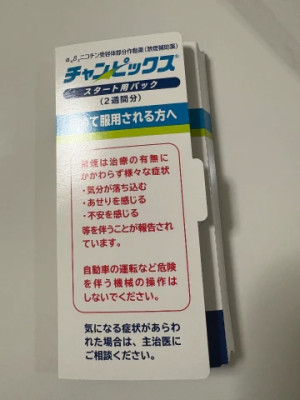 α₄β₂ニコチン受容体部分作動薬(禁煙補助薬)
チャンピックス®
スタート用パック
(2週間分)
て服用される方へ
禁煙は治療の有無に
かかわらず様々な症状
・気分が落ち込む
・あせりを感じる
・不安を感じる
等を伴うことが報告され
ています。
自動車の運転など危険
を伴う機械の操作は
しないでください。
気になる症状があらわ
れた場合は、主治医に
ご相談ください。